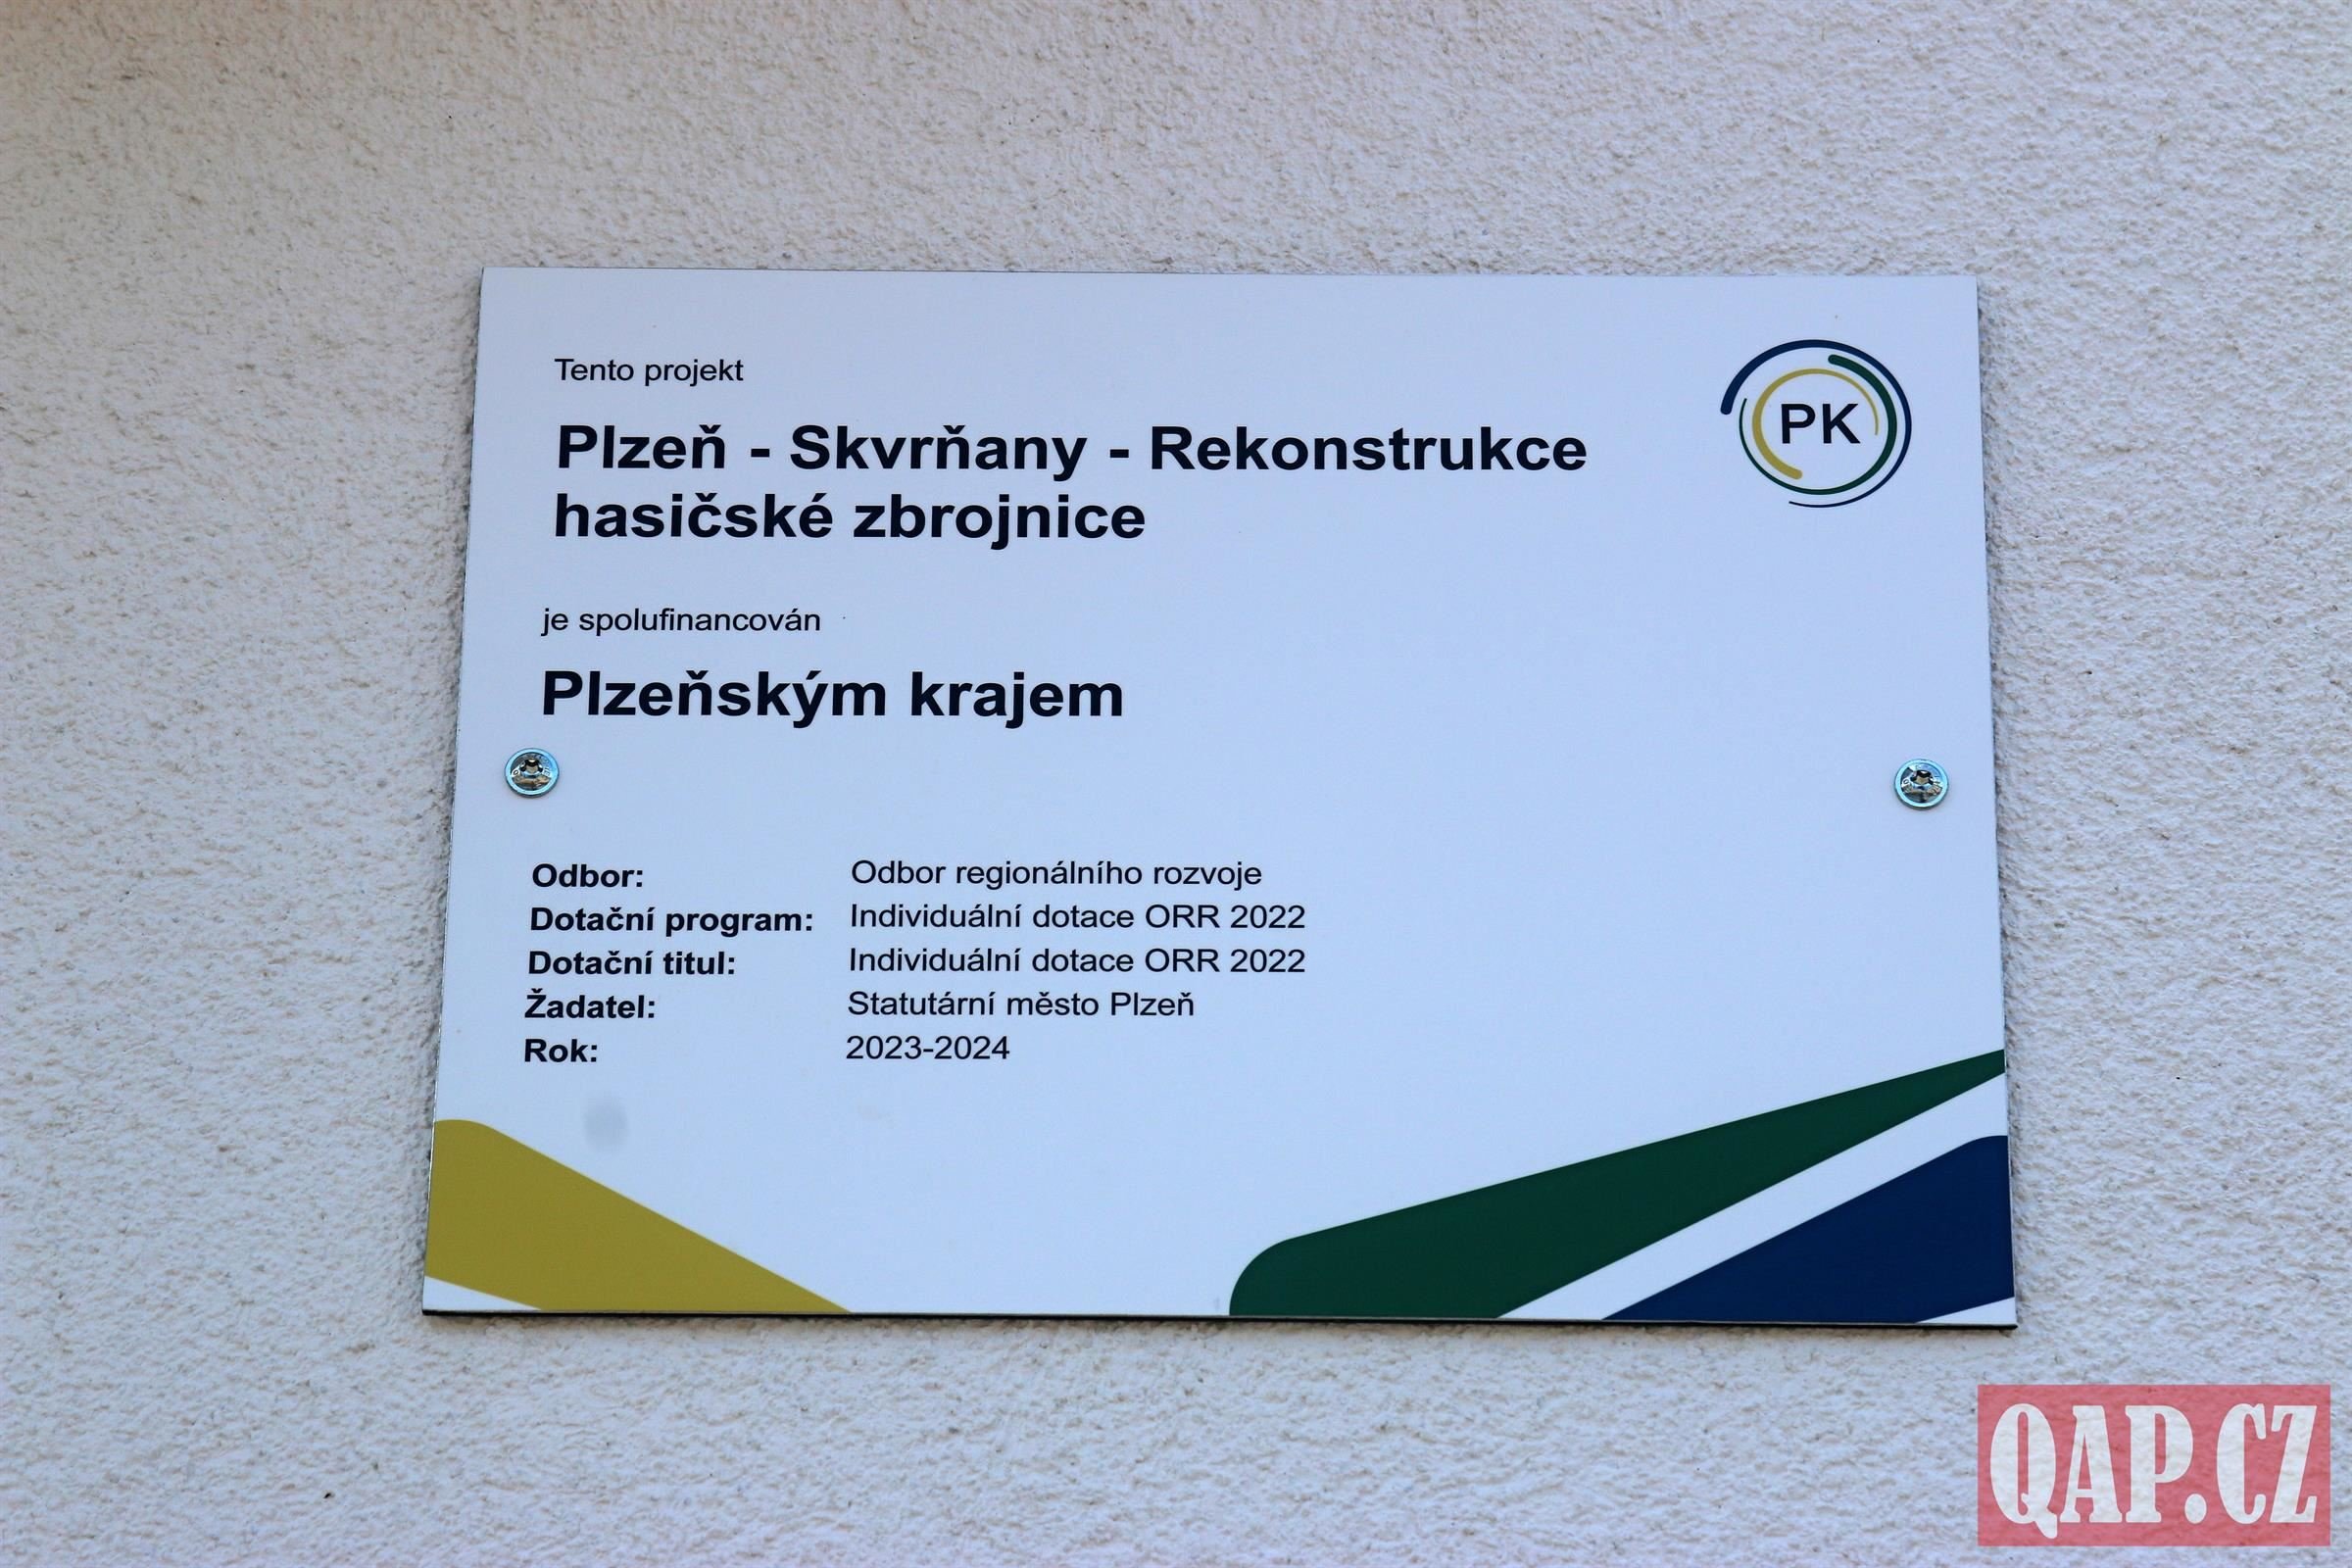 Tento projekt
PK
Plzeň - Skvrňany - Rekonstrukce
hasičské zbrojnice
je spolufinancován
Plzeňským krajem
Odbor: Odbor regionálního rozvoje
Dotační program: Individuální dotace ORR 2022
Dotační titul: Individuální dotace ORR 2022
Žadatel: Statutární město Plzeň
Rok: 2023-2024
QAP.CZ